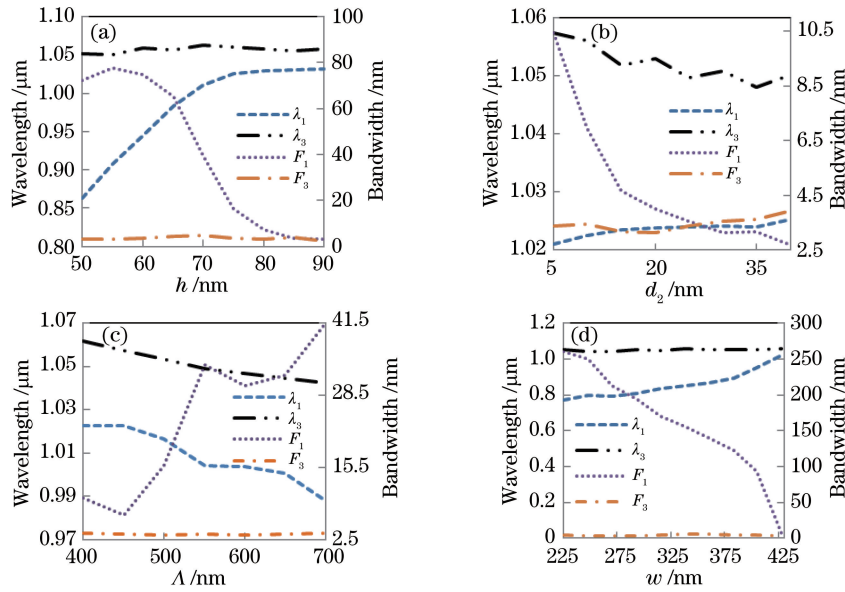 (a)
1.10
1.05
1.00
0.95
0.90
0.85
0.80
Wavelength /μm
100
80
60
40
20
0
Bandwidth /nm
λ1
λ3
F1
F3
50 60 70 80 90
h /nm
(b)
1.06
1.05
1.04
1.03
1.02
Wavelength /μm
10.5
8.5
6.5
4.5
2.5
Bandwidth /nm
λ1
λ3
F1
F3
5 20 35
d2 /nm
(c)
1.07
1.05
1.03
1.01
0.99
0.97
Wavelength /μm
41.5
28.5
15.5
2.5
Bandwidth /nm
λ1
λ3
F1
F3
400 500 600 700
Λ /nm
(d)
1.2
1.0
0.8
0.6
0.4
0.2
0
Wavelength /μm
300
250
200
150
100
50
0
Bandwidth /nm
λ1
λ3
F1
F3
225 275 325 375 425
w /nm